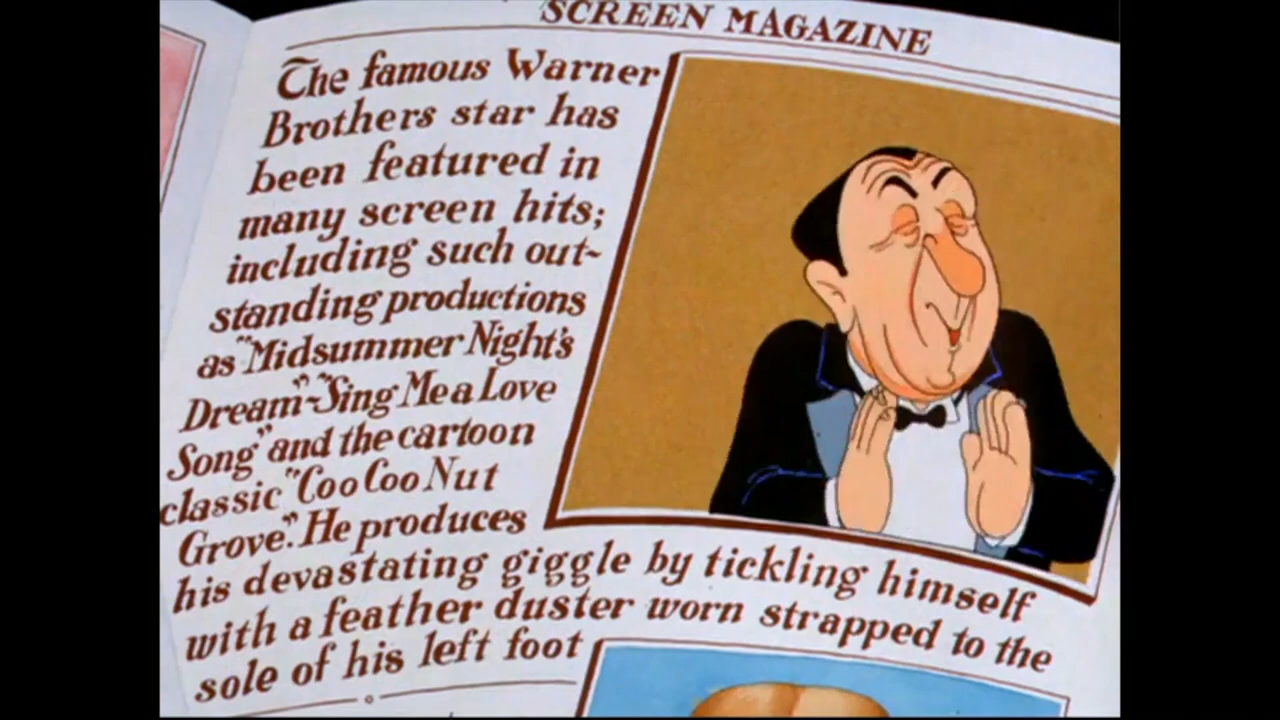 SCREEN MAGAZINE
The famous Warner
Brothers star has
been featured in
many screen hits;
including such out-
standing productions
as "Midsummer Night's
Dream"-"Sing Me a Love
Song" and the cartoon
classic "Coo Coo Nut
Grove". He produces
his devastating giggle by tickling himself
with a feather duster worn strapped to the
sole of his left foot